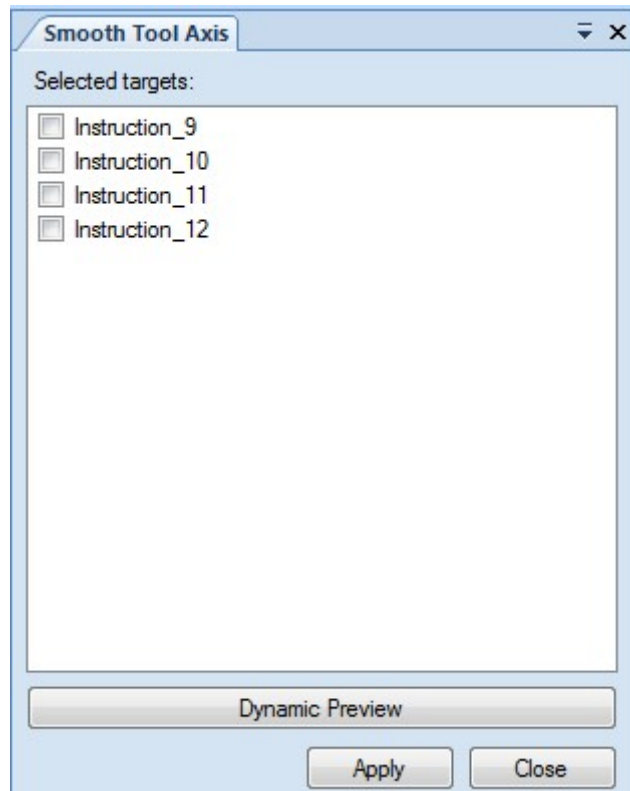 Smooth Tool Axis
Selected targets:
Instruction_9
Instruction_10
Instruction_11
Instruction_12
Dynamic Preview
Apply Close